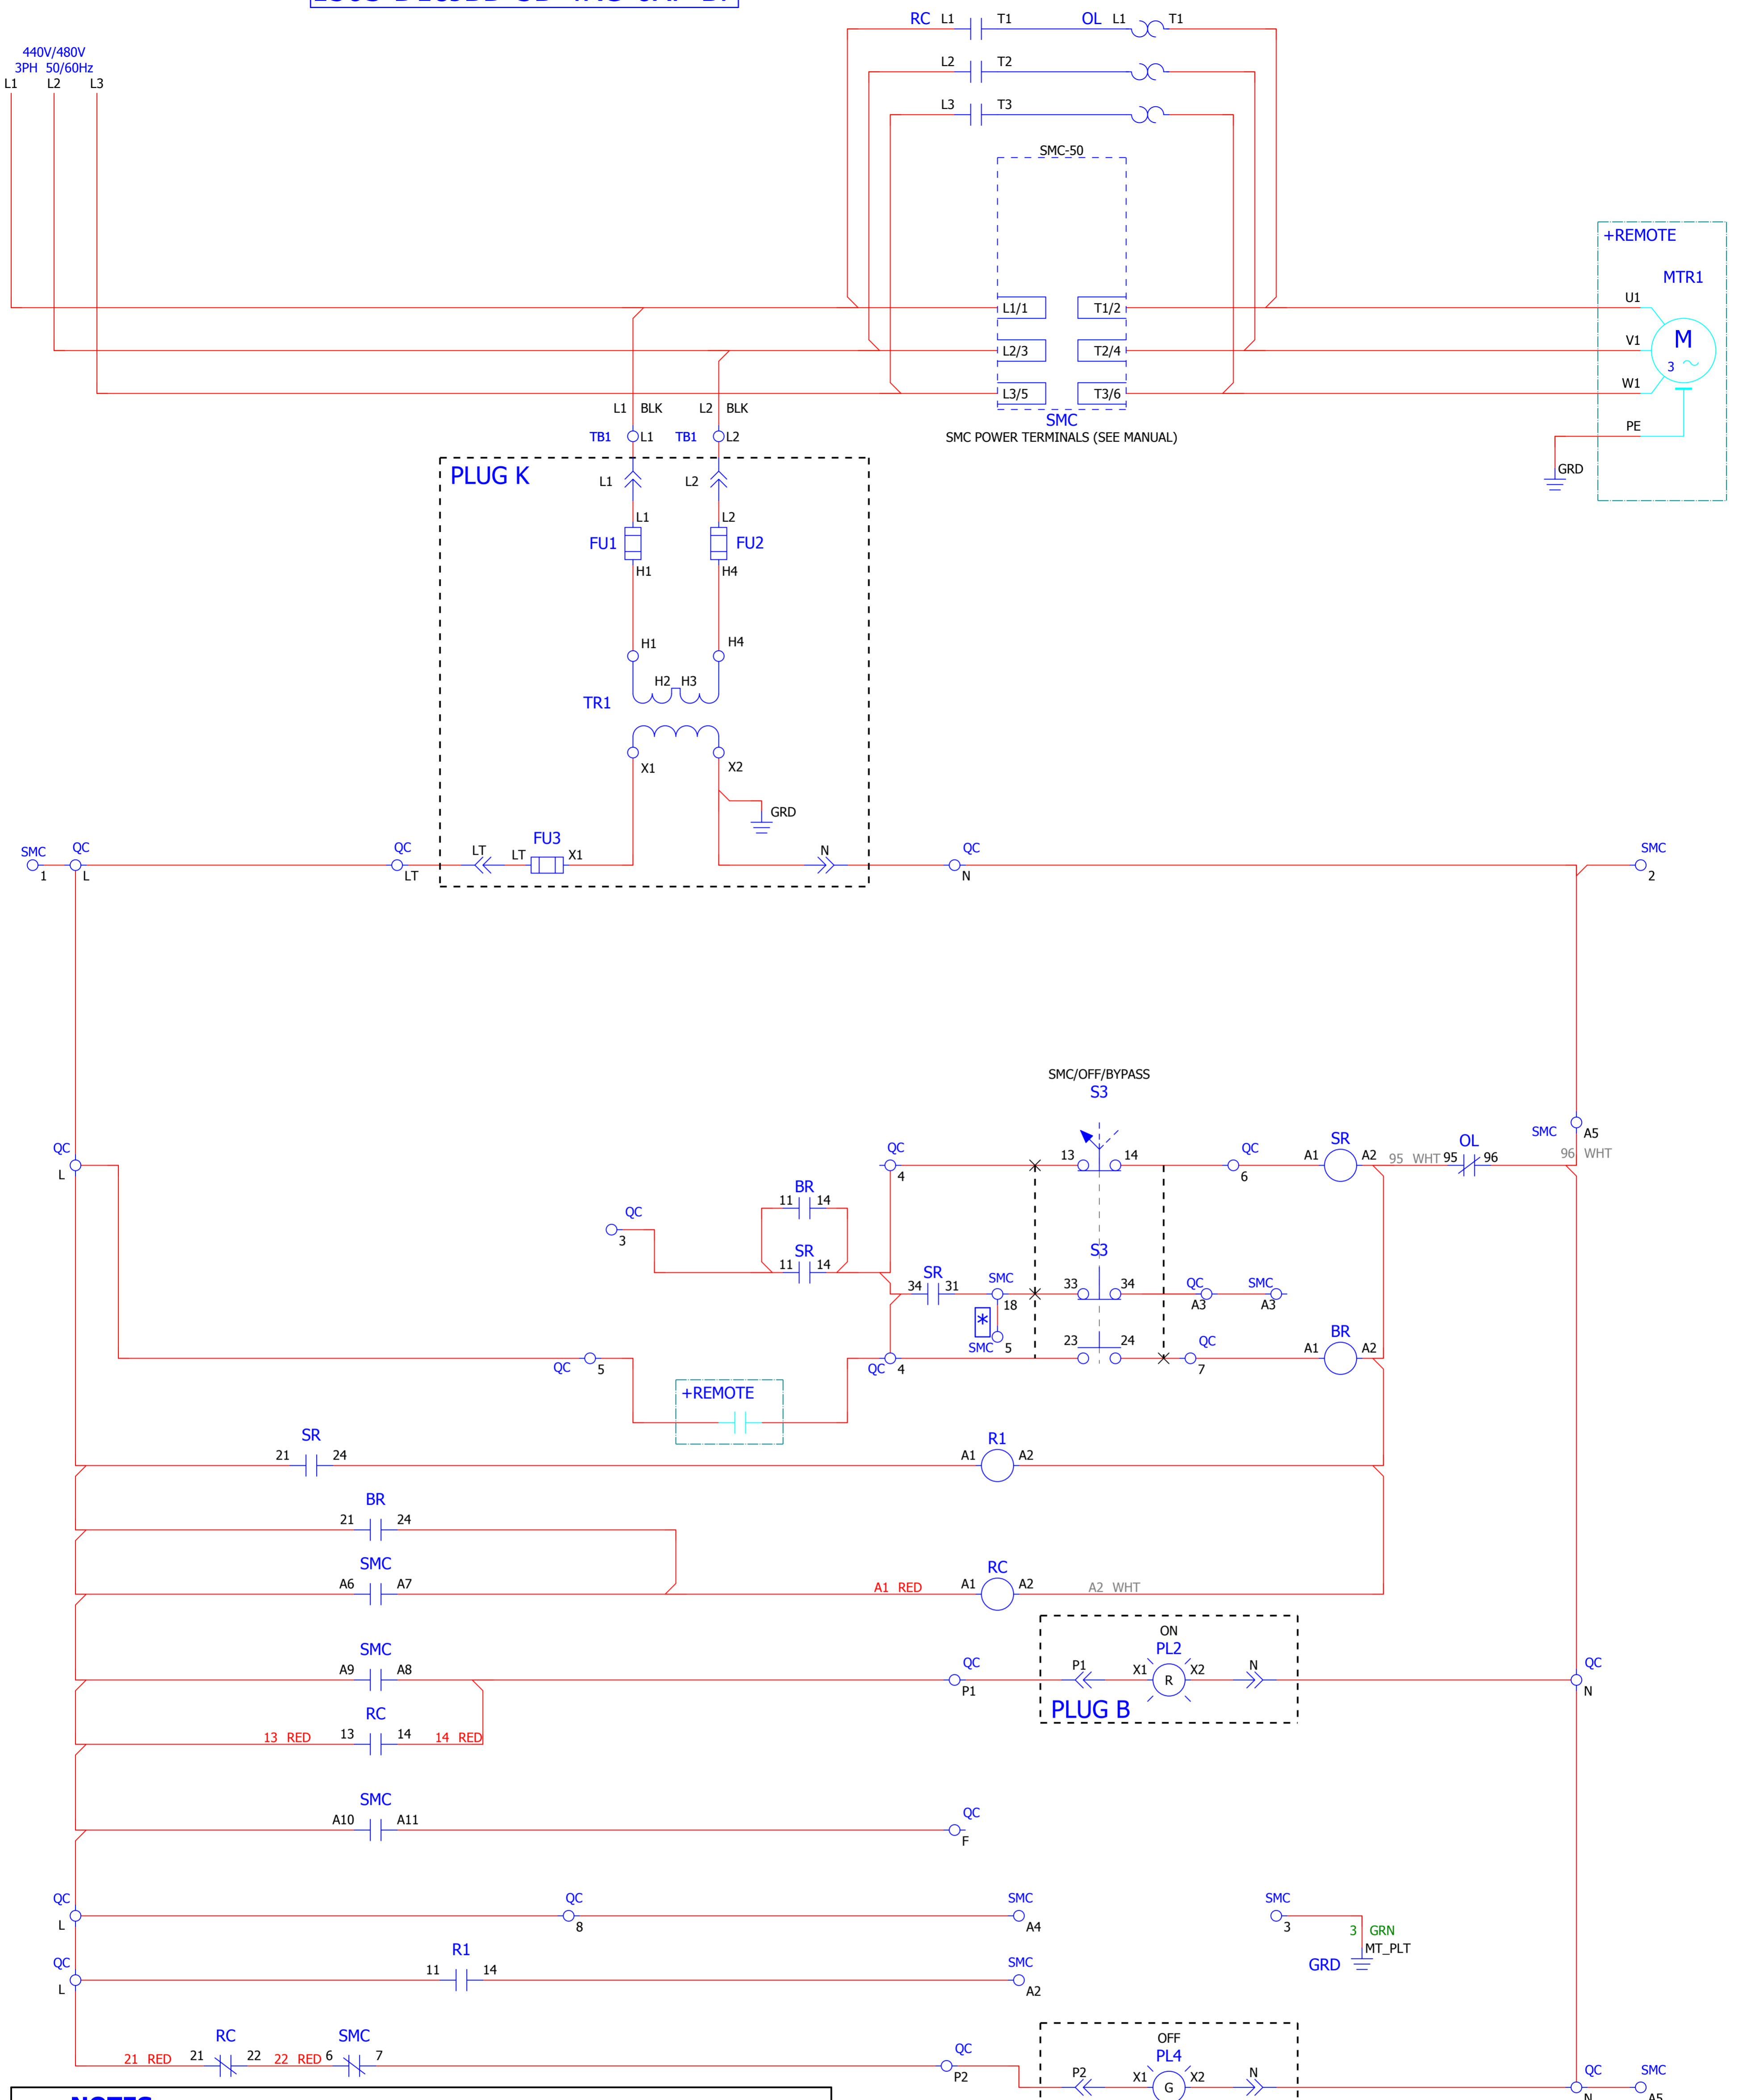 RC L1 T1 OL L1 T1
440V/480V
3PH 50/60Hz
L1 L2 L3
L2 T2
L3 T3
SMC-50
+REMOTE
MTR1
L1/1 T1/2 U1
L2/3 T2/4 V1 M
3
L3/5 T3/6 W1
L1 BLK L2 BLK
SMC
PE
TB1 L1 TB1 L2
SMC POWER TERMINALS (SEE MANUAL)
GRD
PLUG K
L1 L2
L1 L2
FU1 FU2
H1 H4
H1 H4
H2 H3
TR1
X1 X2
GRD
SMC QC QC LT LT FU3 X1 N QC SMC
1 L LT N 2
SMC/OFF/BYPASS
S3
SMC A5
QC QC 13 14 QC A1 SR A2 95 WHT 95 OL 96 96 WHT
L 4 6
BR
11 14
QC
3
SR
11 14
S3
SR
34 31 SMC 33 34 QC SMC
18 A3 A3
*
SMC 5
23 24 QC A1 BR A2
QC 5 QC 4 7
+REMOTE
SR
21 24 A1 R1 A2
BR
21 24
SMC
A6 A7 A1 RED A1 RC A2 A2 WHT
ON
SMC PL2
A9 A8 QC P1 X1 R X2 N QC
P1 N
PLUG B
RC
13 RED 13 14 14 RED
SMC
A10 A11 QC
F
QC QC SMC SMC
L 8 A4 3
3 GRN
MT_PLT
GRD
QC R1 SMC
L 11 14 A2
OFF
RC SMC PL4
21 RED 21 22 22 RED 6 7 QC P2 X1 G X2 N QC SMC
P2 N A5